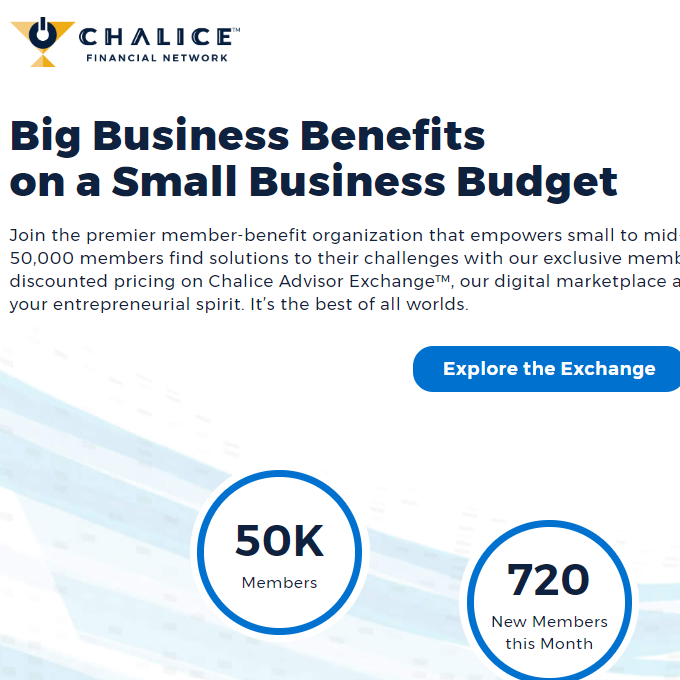 CHALICE™
FINANCIAL NETWORK
Big Business Benefits
on a Small Business Budget
Join the premier member-benefit organization that empowers small to mid-
50,000 members find solutions to their challenges with our exclusive memb
discounted pricing on Chalice Advisor Exchange™, our digital marketplace a
your entrepreneurial spirit. It’s the best of all worlds.
Explore the Exchange
50K
Members
720
New Members
this Month